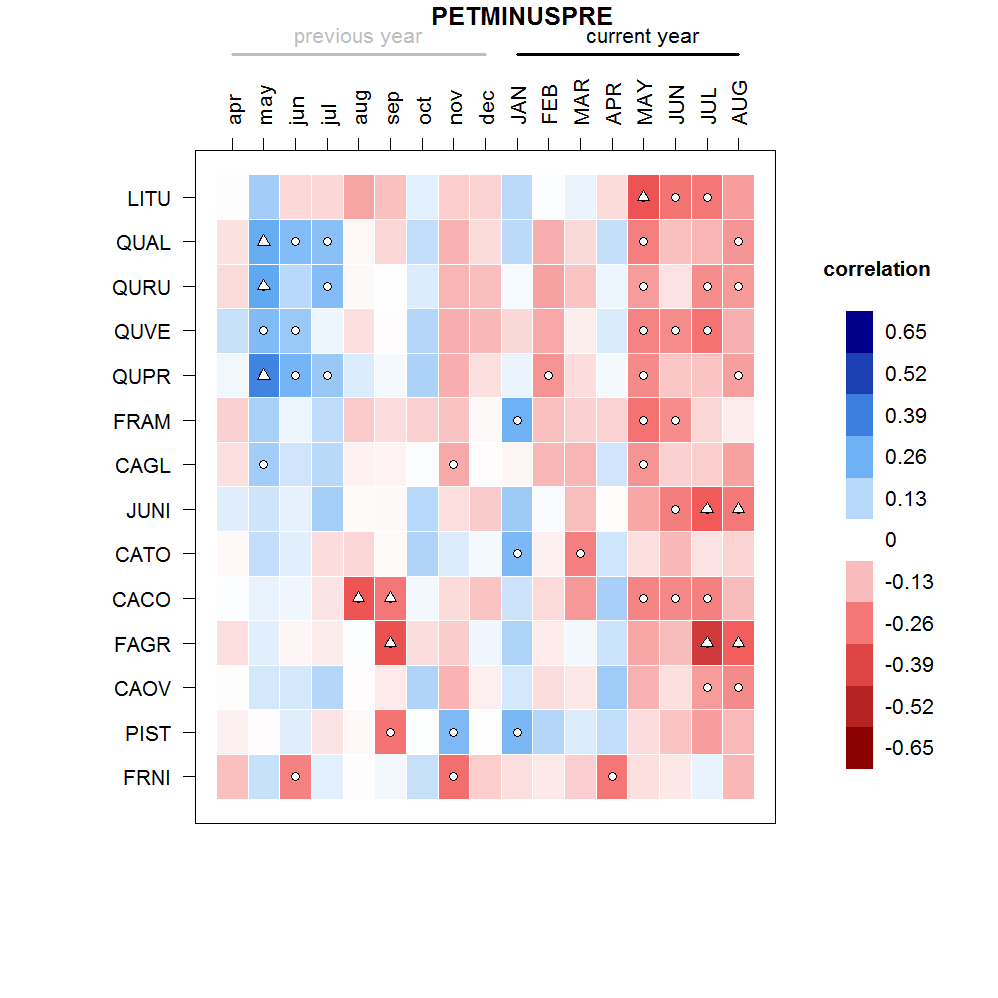 PETMINUSPRE
previous year current year
apr may jun jul aug sep oct nov dec JAN FEB MAR APR MAY JUN JUL AUG
LITU
QUAL
QURU
QUVE
QUPR
FRAM
CAGL
JUNI
CATO
CACO
FAGR
CAOV
PIST
FRNI
correlation
0.65
0.52
0.39
0.26
0.13
0
-0.13
-0.26
-0.39
-0.52
-0.65